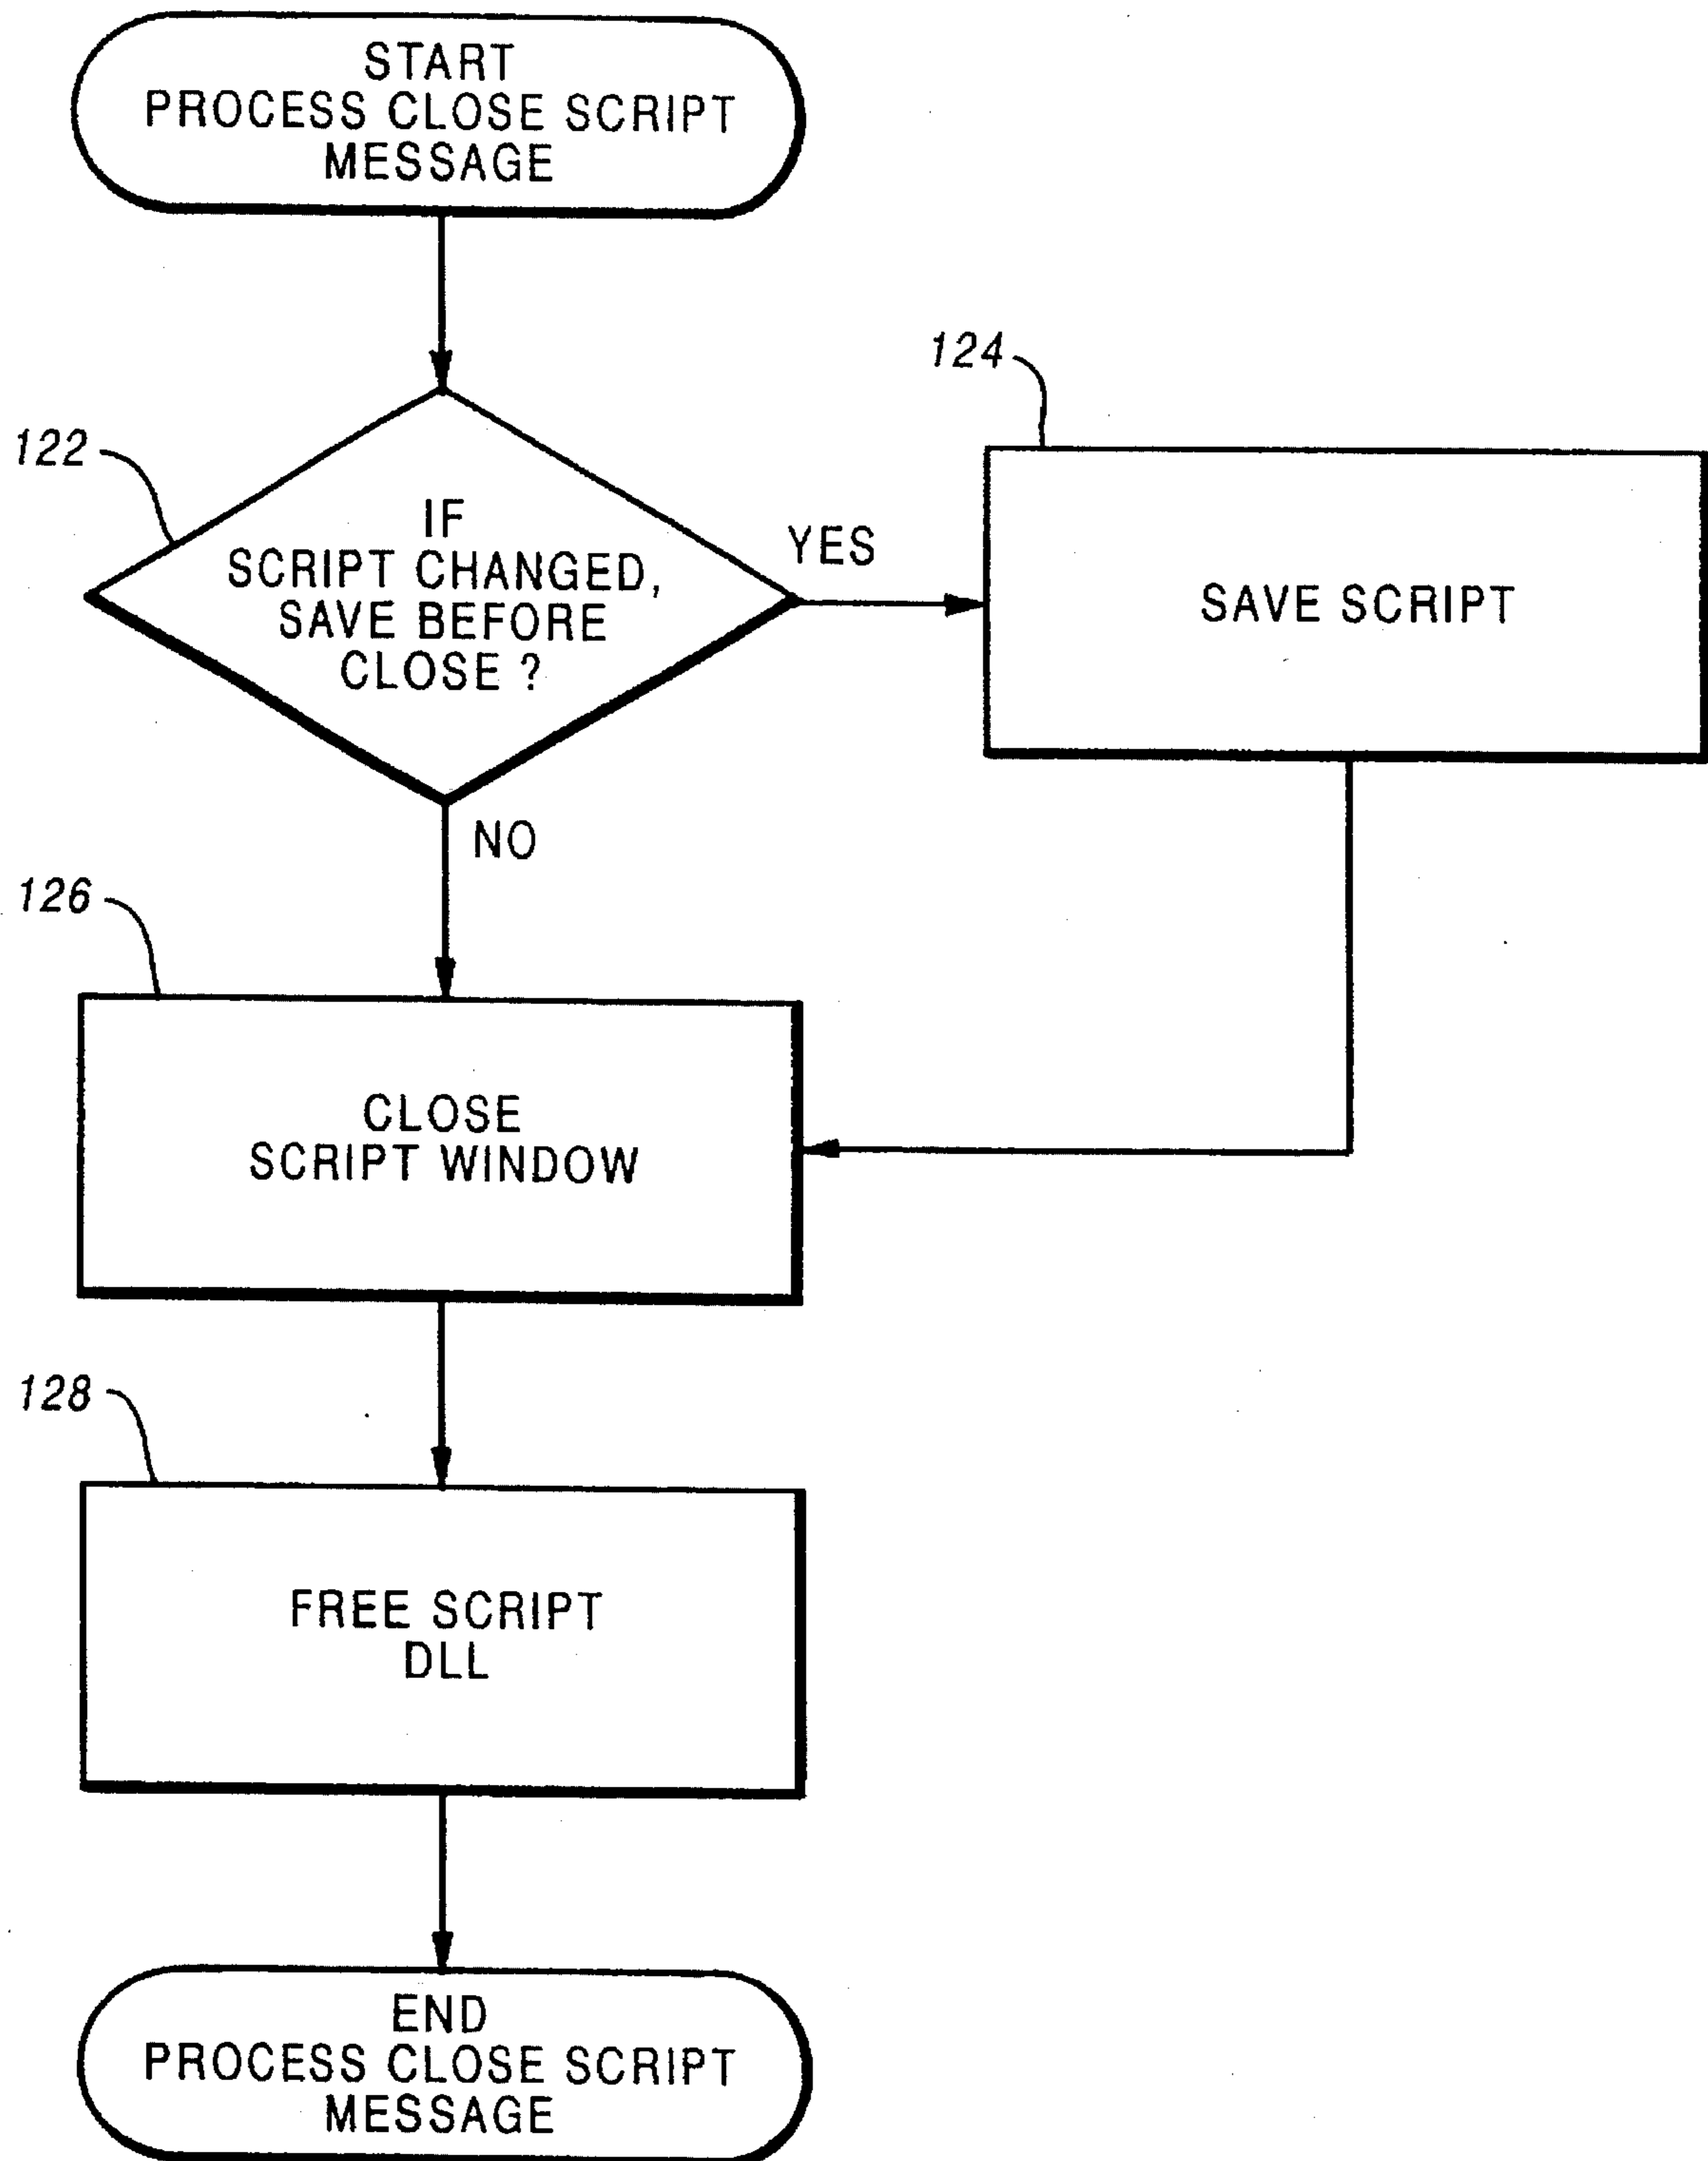 START
PROCESS CLOSE SCRIPT
MESSAGE
124
122
IF
SCRIPT CHANGED,
SAVE BEFORE
CLOSE ?
YES
SAVE SCRIPT
NO
126
CLOSE
SCRIPT WINDOW
128
FREE SCRIPT
DLL
END
PROCESS CLOSE SCRIPT
MESSAGE